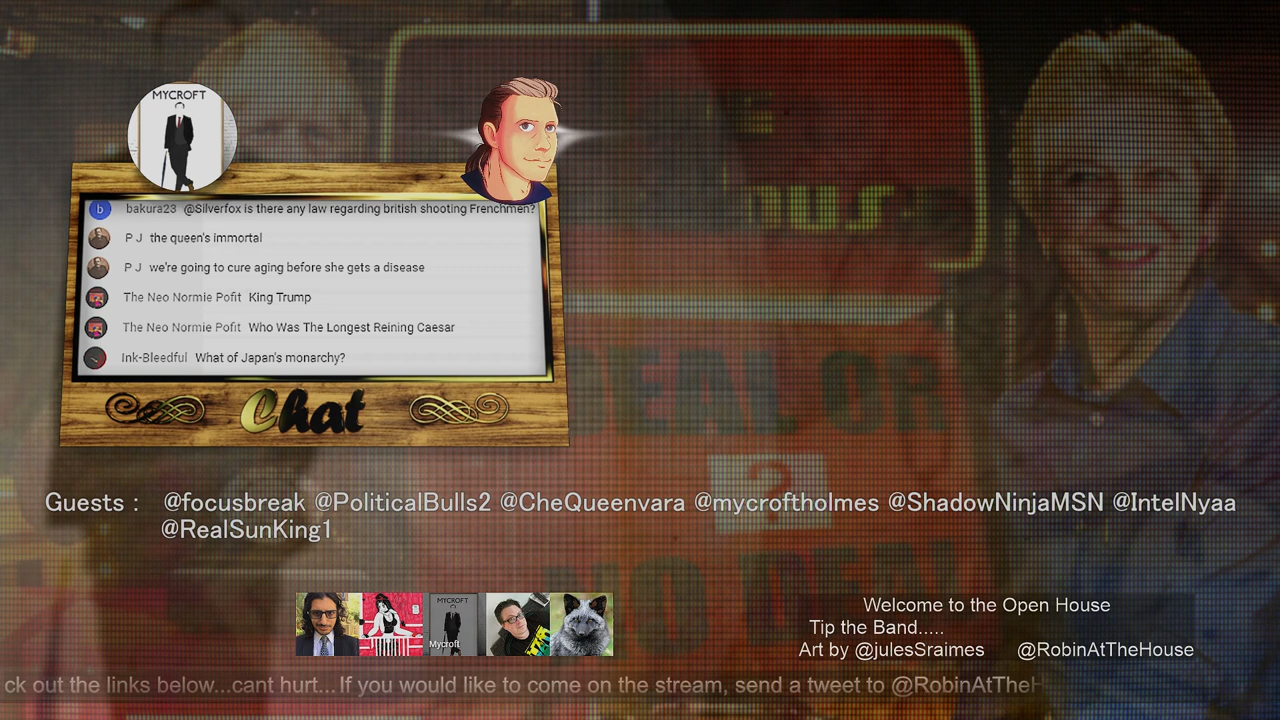 MYCROFT
bakura23 @Silverfox is there any law regarding british shooting Frenchmen?
P J the queen's immortal
P J we're going to cure aging before she gets a disease
The Neo Normie Pofit King Trump
The Neo Normie Pofit Who Was The Longest Reining Caesar
Ink-Bleedful What of Japan's monarchy?
Chat
DEAL OR
?
NO DEAL
Guests : @focusbreak @PoliticalBulls2 @CheQueenvara @mycroftholmes @ShadowNinjaMSN @IntelNyaa
@RealSunKing1
MYCROFT
Mycroft
Welcome to the Open House
Tip the Band.....
Art by @julesSraimes @RobinAtTheHouse
ck out the links below...cant hurt... If you would like to come on the stream, send a tweet to @RobinAtTheH